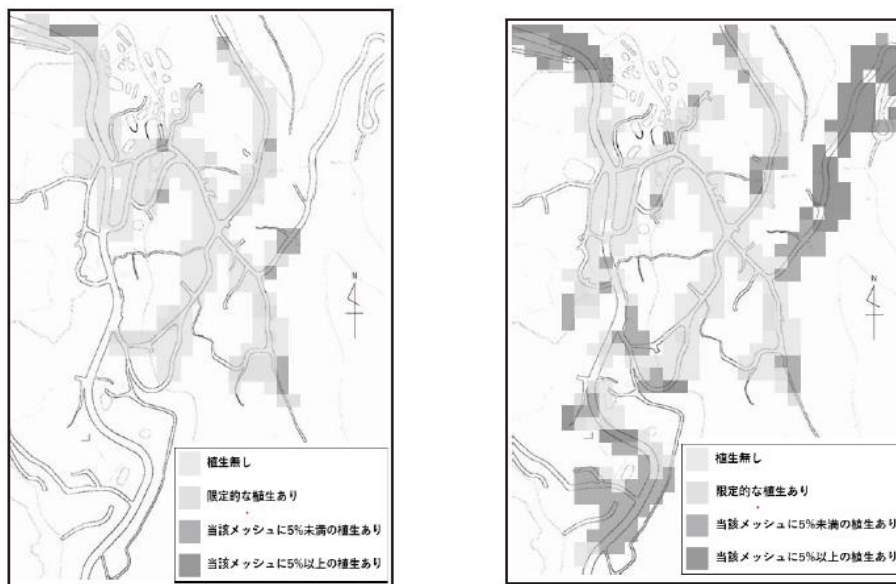 N
植生無し
限定的な植生あり
当該メッシュに5%未満の植生あり
当該メッシュに5%以上の植生あり
N
植生無し
限定的な植生あり
当該メッシュに5%未満の植生あり
当該メッシュに5%以上の植生あり